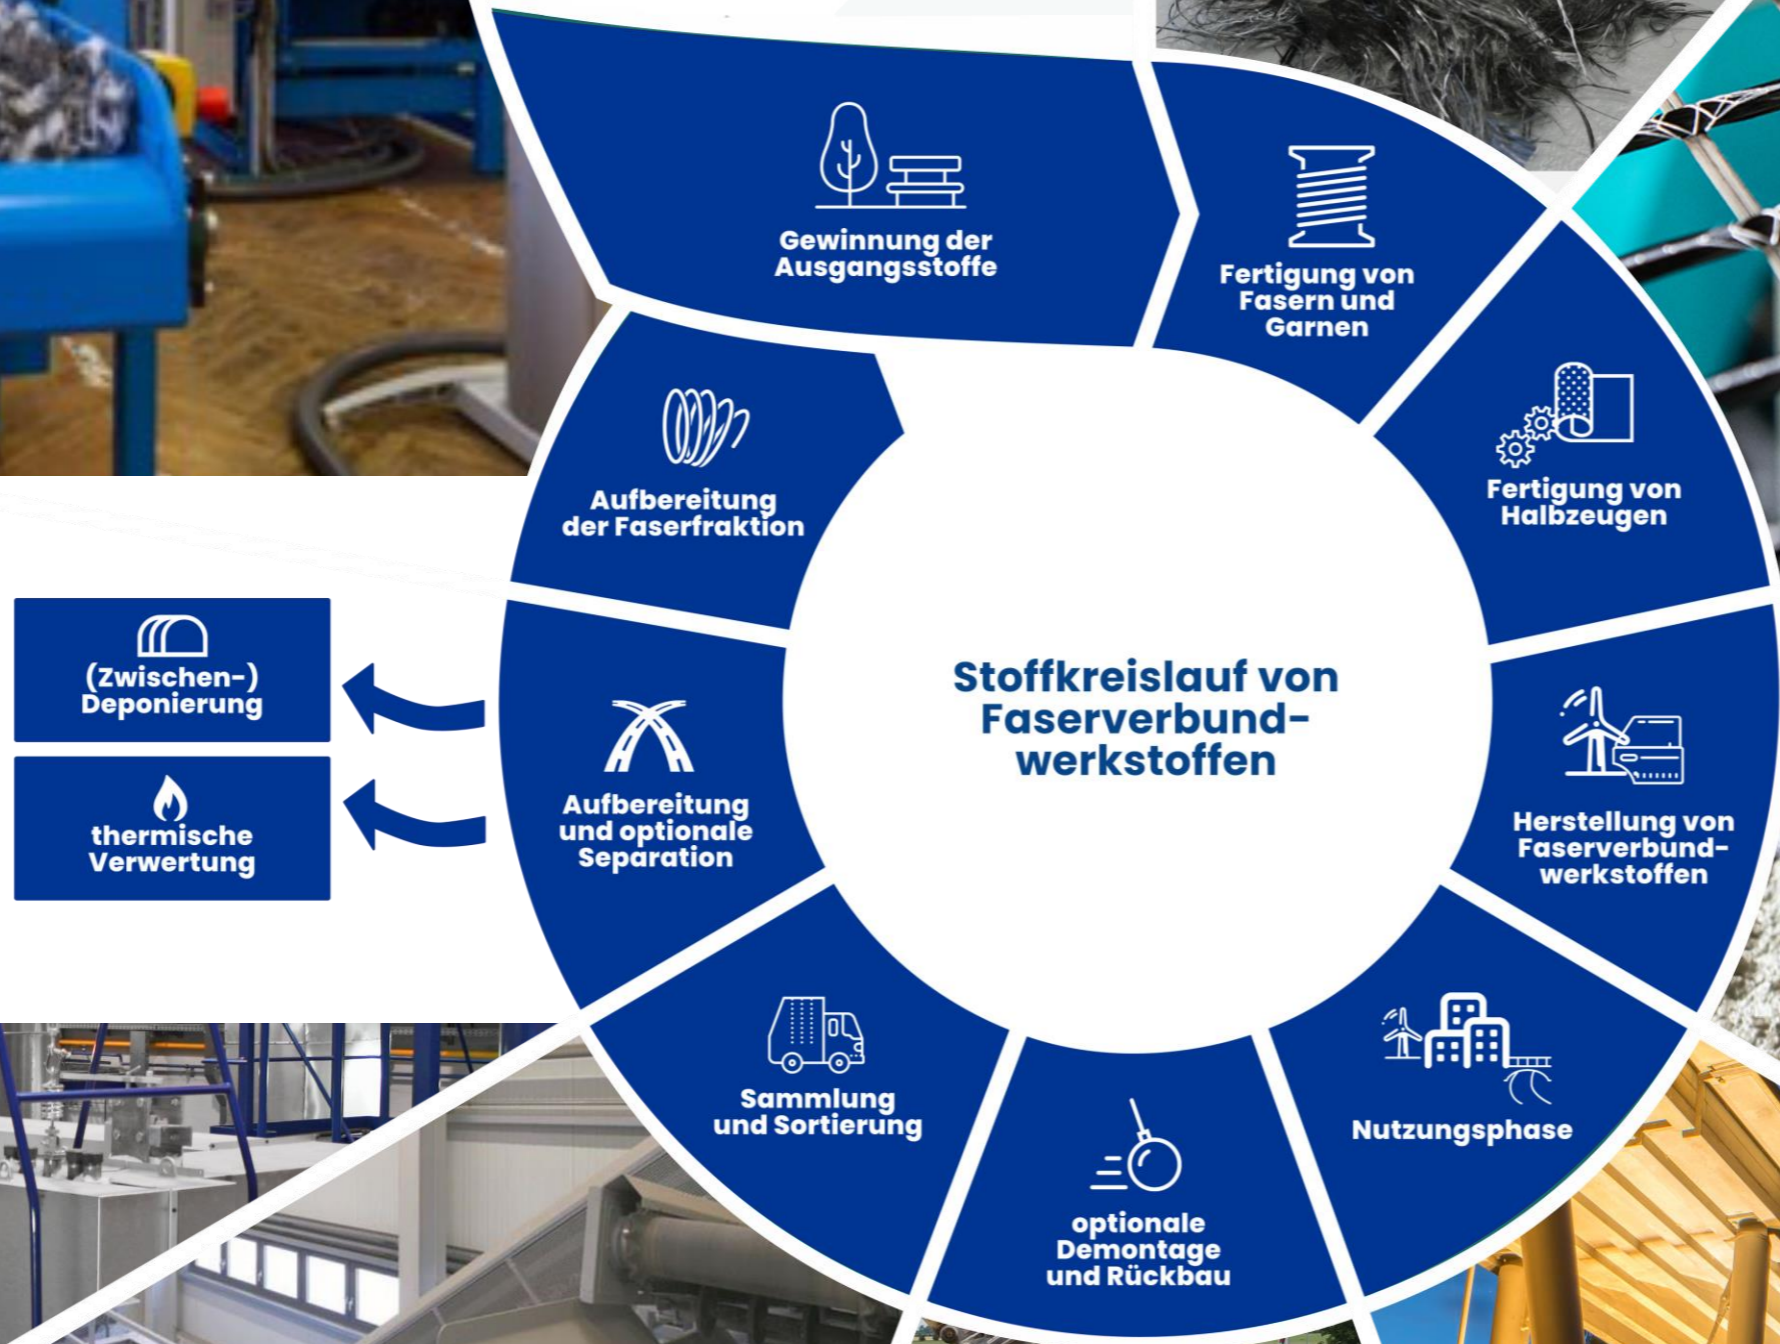 Gewinnung der
Ausgangsstoffe
Fertigung von
Fasern und
Garnen
Fertigung von
Halbzeugen
Herstellung von
Faserverbund-
werkstoffen
Nutzungsphase
optionale
Demontage
und Rückbau
Sammlung
und Sortierung
Aufbereitung
und optionale
Separation
Aufbereitung
der Faserfraktion
(Zwischen-)
Deponierung
thermische
Verwertung
Stoffkreislauf von
Faserverbund-
werkstoffen